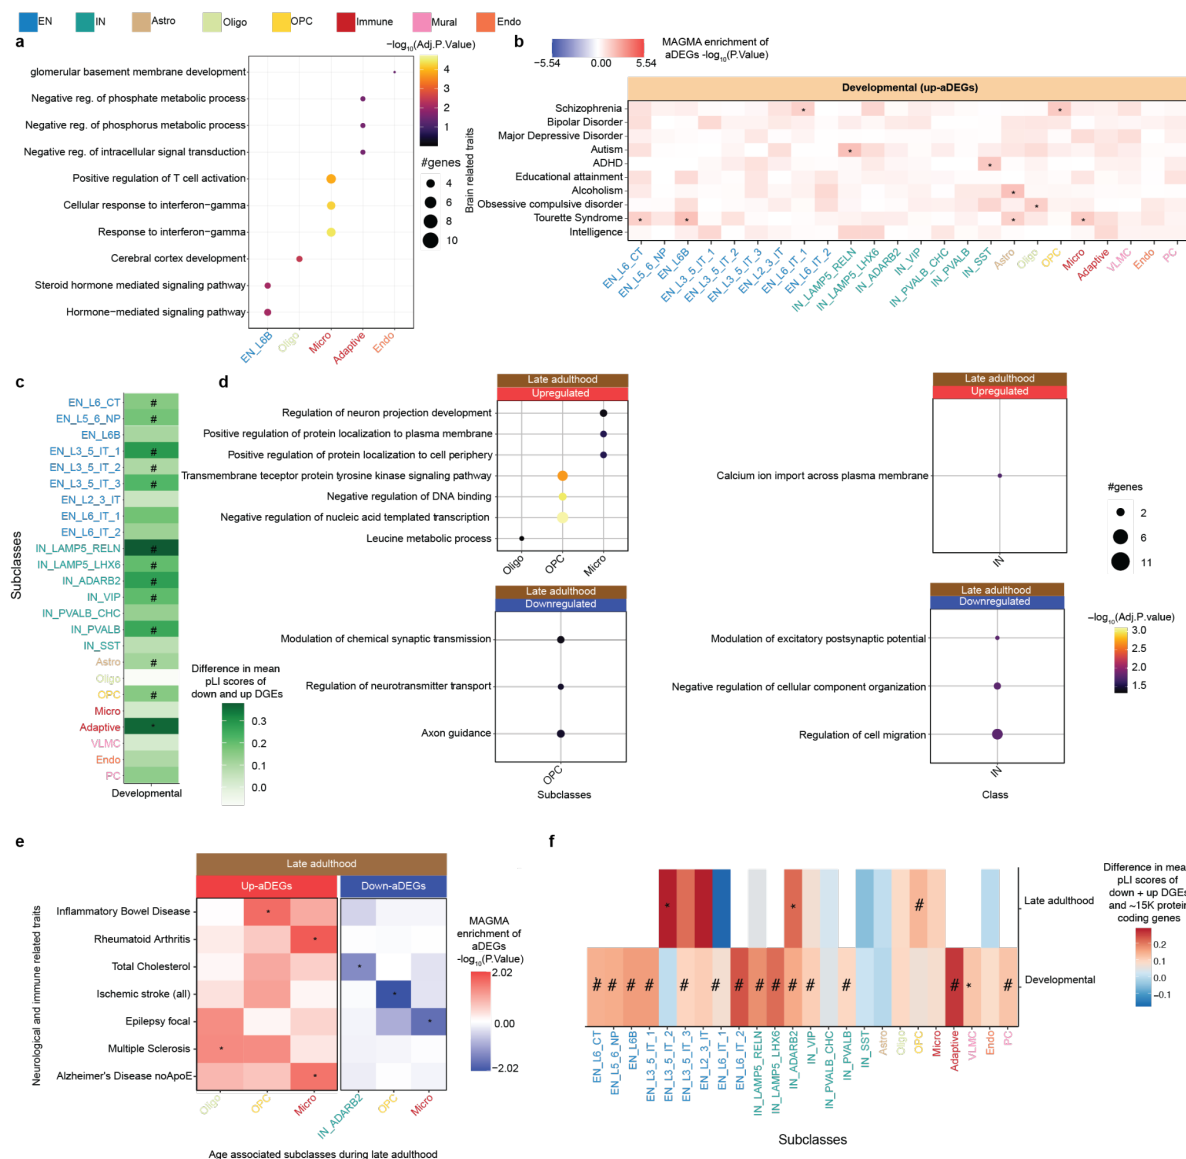 EN IN Astro Oligo OPC Immune Mural Endo
a
−log10(Adj.P.Value)
4
3
2
1
#genes
4
6
8
10
glomerular basement membrane development
Negative reg. of phosphate metabolic process
Negative reg. of phosphorus metabolic process
Negative reg. of intracellular signal transduction
Positive regulation of T cell activation
Cellular response to interferon-gamma
Response to interferon-gamma
Cerebral cortex development
Steroid hormone mediated signaling pathway
Hormone-mediated signaling pathway
EN_L6B Oligo Micro Adaptive Endo
b
−5.54 0.00 5.54
MAGMA enrichment of
aDEGs -log10(P.Value)
Developmental (up-aDEGs)
Brain related traits
Schizophrenia
Bipolar Disorder
Major Depressive Disorder
Autism
ADHD
Educational attainment
Alcoholism
Obsessive compulsive disorder
Tourette Syndrome
Intelligence
* * * * * * * * * *
EN_L6_CT EN_L5_6_NP EN_L6B EN_L3_5_IT_1 EN_L3_5_IT_2 EN_L3_5_IT_3 EN_L2_3_IT EN_L6_IT_1 EN_L6_IT_2 IN_LAMP5_RELN IN_LAMP5_LHX6 IN_ADARB2 IN_VIP IN_PVALB_CHC IN_PVALB IN_SST Astro Oligo OPC Micro Adaptive VLMC Endo PC
c
Subclasses
EN_L6_CT #
EN_L5_6_NP #
EN_L6B
EN_L3_5_IT_1 #
EN_L3_5_IT_2 #
EN_L3_5_IT_3 #
EN_L2_3_IT
EN_L6_IT_1
EN_L6_IT_2
IN_LAMP5_RELN #
IN_LAMP5_LHX6 #
IN_ADARB2 #
IN_VIP #
IN_PVALB_CHC
IN_PVALB #
IN_SST
Astro #
Oligo
OPC #
Micro
Adaptive *
VLMC
Endo
PC
Developmental
Difference in mean
pLI scores of
down and up DGEs
0.3
0.2
0.1
0.0
d
Late adulthood
Upregulated
Regulation of neuron projection development
Positive regulation of protein localization to plasma membrane
Positive regulation of protein localization to cell periphery
Transmembrane teceptor protein tyrosine kinase signaling pathway
Negative regulation of DNA binding
Negative regulation of nucleic acid templated transcription
Leucine metabolic process
Oligo OPC Micro
Late adulthood
Downregulated
Modulation of chemical synaptic transmission
Regulation of neurotransmitter transport
Axon guidance
OPC
Subclasses
Late adulthood
Upregulated
Calcium ion import across plasma membrane
IN
Late adulthood
Downregulated
Modulation of excitatory postsynaptic potential
Negative regulation of cellular component organization
Regulation of cell migration
IN
Class
#genes
2
6
11
−log10(Adj.P.value)
3.0
2.5
2.0
1.5
e
Late adulthood
Up-aDEGs Down-aDEGs
Neurological and immune related traits
Inflammatory Bowel Disease *
Rheumatoid Arthritis *
Total Cholesterol *
Ischemic stroke (all) *
Epilepsy focal *
Multiple Sclerosis *
Alzheimer's Disease noApoE *
Oligo OPC Micro IN_ADARB2 OPC Micro
Age associated subclasses during late adulthood
MAGMA
enrichment of
aDEGs
-log10(P.Value)
2.02
0.00
−2.02
f
* * # Late adulthood
# # # # # # # # # # # # # * # Developmental
EN_L6_CT EN_L5_6_NP EN_L6B EN_L3_5_IT_1 EN_L3_5_IT_2 EN_L3_5_IT_3 EN_L2_3_IT EN_L6_IT_1 EN_L6_IT_2 IN_LAMP5_RELN IN_LAMP5_LHX6 IN_ADARB2 IN_VIP IN_PVALB_CHC IN_PVALB IN_SST Astro Oligo OPC Micro Adaptive VLMC Endo PC
Subclasses
Difference in mean
pLI scores of
down + up DGEs
and ~15K protein
coding genes
0.2
0.1
0.0
−0.1